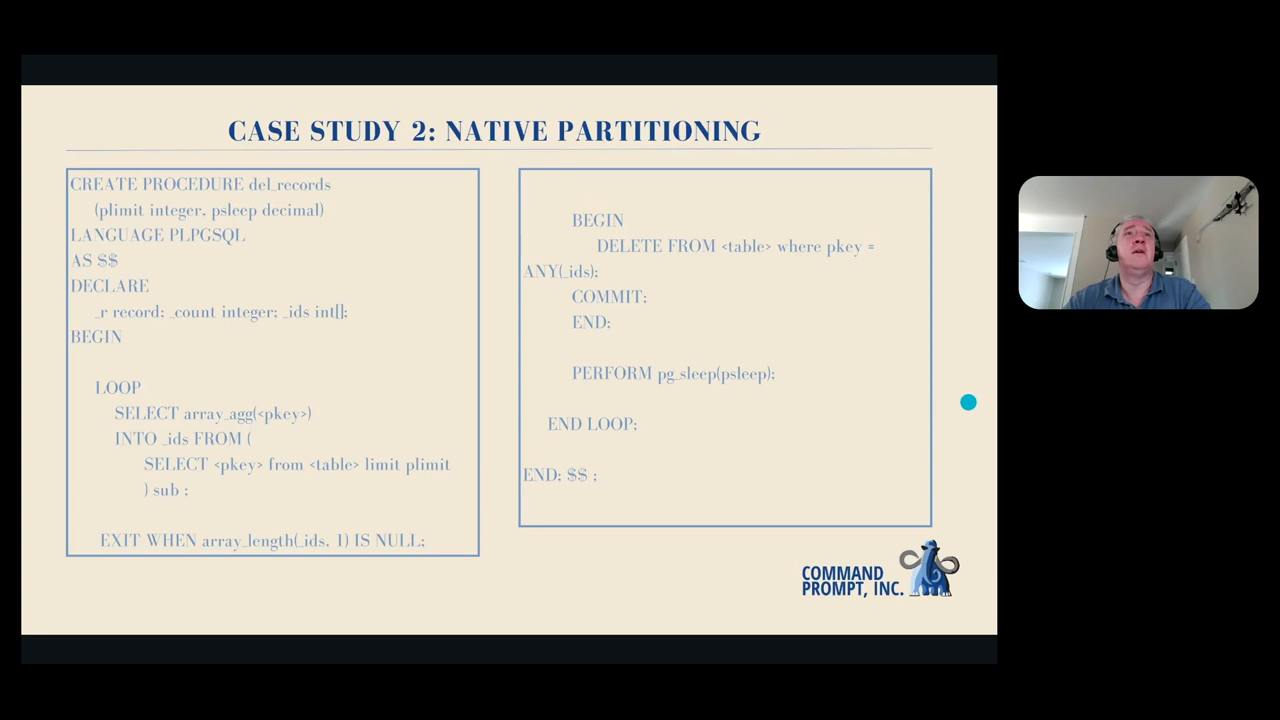 CASE STUDY 2: NATIVE PARTITIONING
CREATE PROCEDURE del_records
(plimit integer, psleep decimal)
LANGUAGE PLPGSQL
AS $$
DECLARE
_r record; _count integer; _ids int[];
BEGIN
LOOP
SELECT array_agg(<pkey>)
INTO _ids FROM (
SELECT <pkey> from <table> limit plimit
) sub ;
EXIT WHEN array_length(_ids, 1) IS NULL;
BEGIN
DELETE FROM <table> where pkey =
ANY(_ids);
COMMIT;
END;
PERFORM pg_sleep(psleep);
END LOOP;
END; $$ ;
COMMAND
PROMPT, INC.